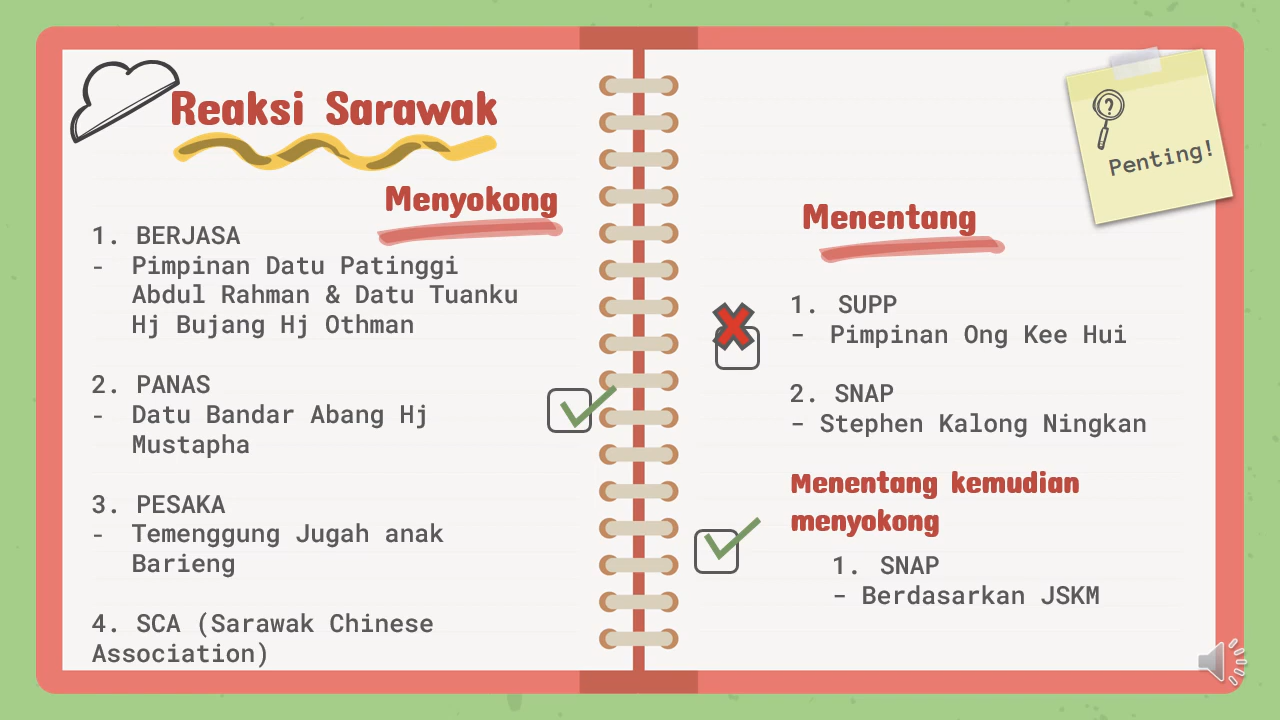 Reaksi Sarawak
Menyokong
1. BERJASA
- Pimpinan Datu Patinggi
Abdul Rahman & Datu Tuanku
Hj Bujang Hj Othman
2. PANAS
- Datu Bandar Abang Hj
Mustapha
3. PESAKA
- Temenggung Jugah anak
Barieng
4. SCA (Sarawak Chinese
Association)
?
Penting!
Menentang
1. SUPP
- Pimpinan Ong Kee Hui
2. SNAP
- Stephen Kalong Ningkan
Menentang kemudian
menyokong
1. SNAP
- Berdasarkan JSKM